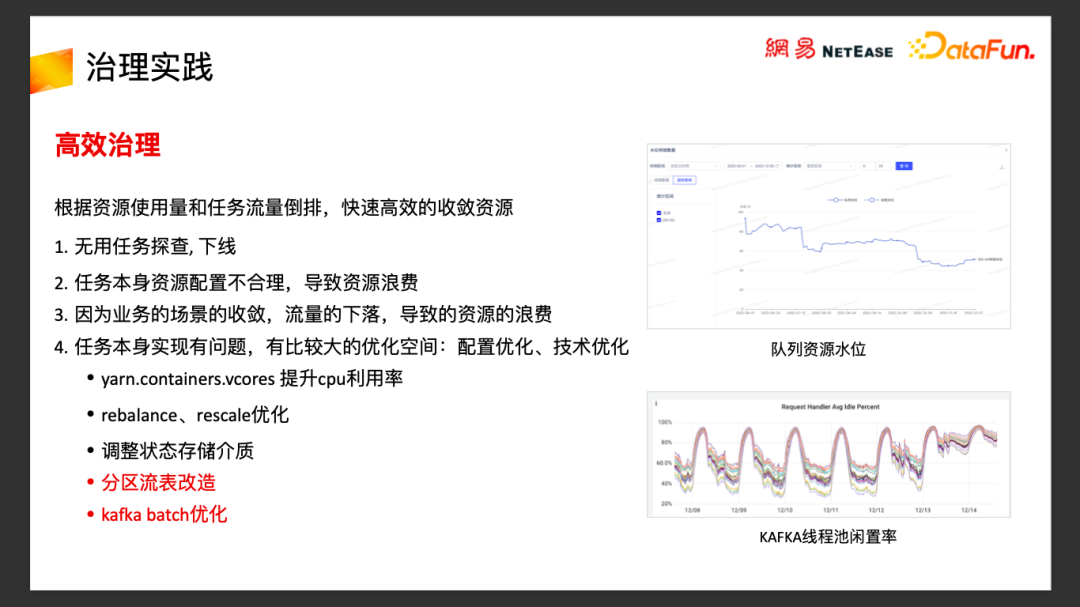 治理实践
網易 NETEASE
DataFun.
高效治理
根据资源使用量和任务流量倒排，快速高效的收敛资源
1. 无用任务探查, 下线
2. 任务本身资源配置不合理，导致资源浪费
3. 因为业务的场景的收敛，流量的下落，导致的资源的浪费
4. 任务本身实现有问题，有比较大的优化空间：配置优化、技术优化
• yarn.containers.vcores 提升cpu利用率
• rebalance、rescale优化
• 调整状态存储介质
• 分区流表改造
• kafka batch优化
队列资源水位
Request Handler Avg Idle Percent
100%
80%
60.0%
40%
20%
12/08 12/09 12/10 12/11 12/12 12/13 12/14
KAFKA线程池闲置率